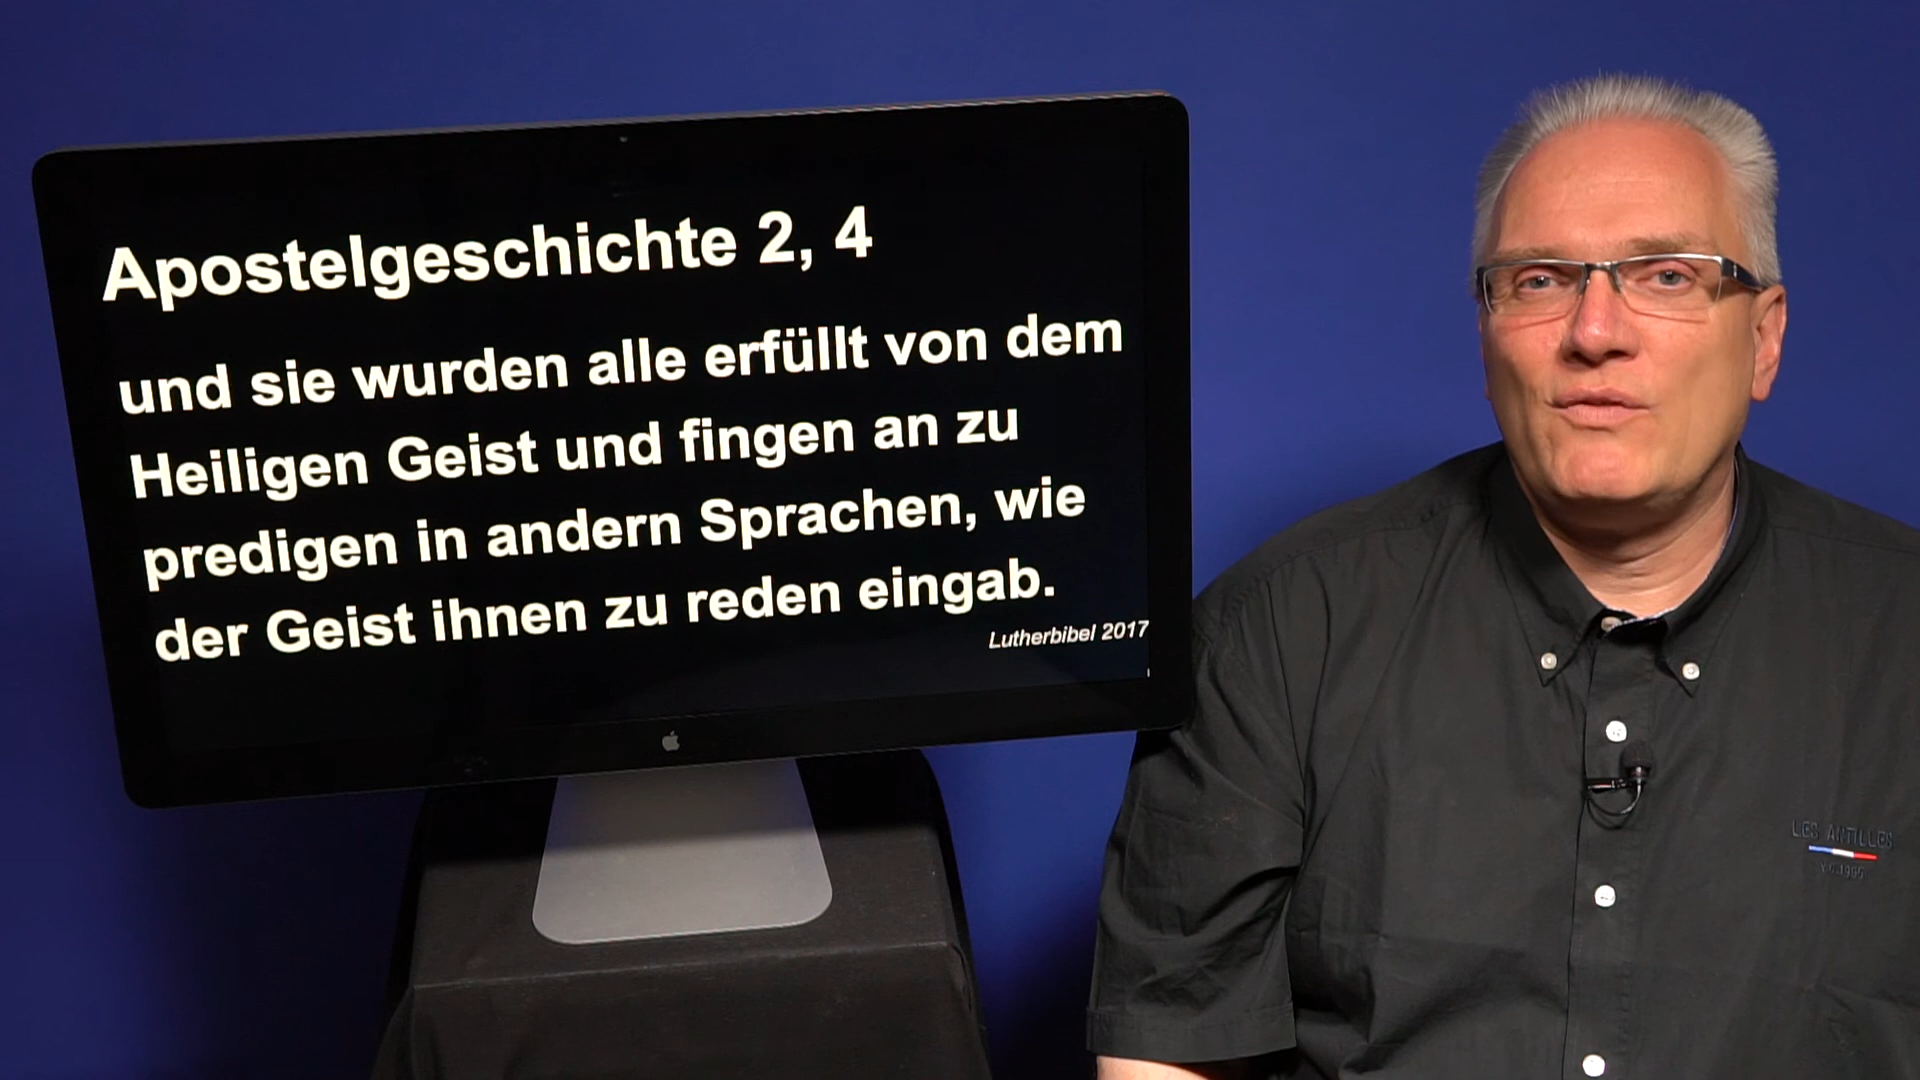 Apostelgeschichte 2, 4
und sie wurden alle erfüllt von dem
Heiligen Geist und fingen an zu
predigen in andern Sprachen, wie
der Geist ihnen zu reden eingab.
Lutherbibel 2017
LES ANTILLES